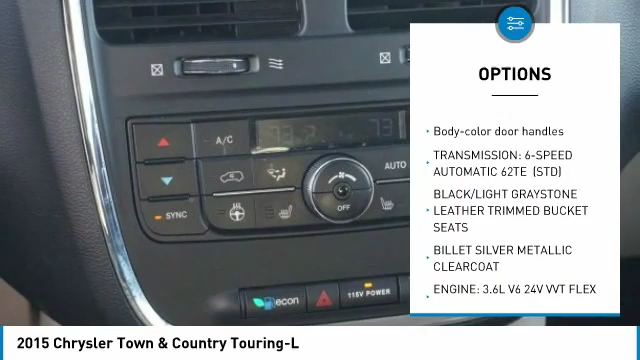 OPTIONS
Body-color door handles
TRANSMISSION: 6-SPEED
AUTOMATIC 62TE (STD)
BLACK/LIGHT GRAYSTONE
LEATHER TRIMMED BUCKET
SEATS
BILLET SILVER METALLIC
CLEARCOAT
ENGINE: 3.6L V6 24V VVT FLEX
A/C
73
AUTO
SYNC
OFF
econ
115V POWER
2015 Chrysler Town & Country Touring-L